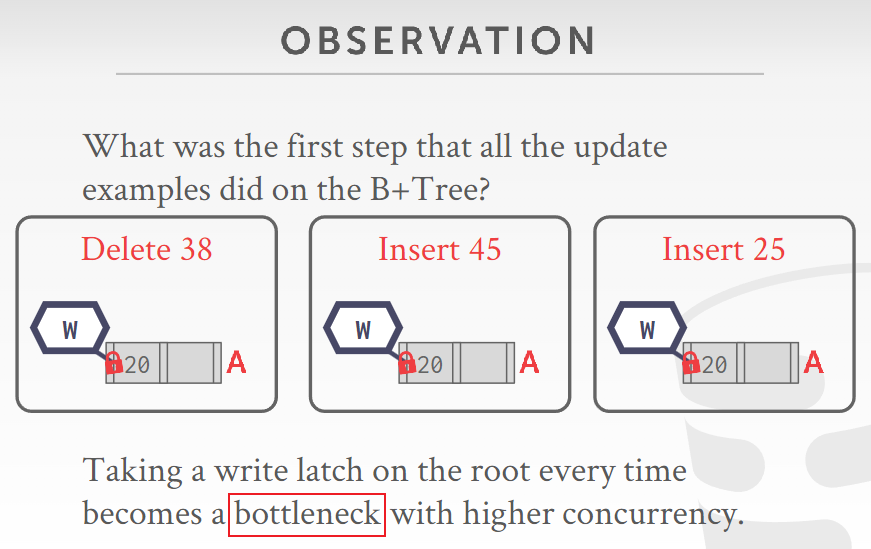 OBSERVATION
What was the first step that all the update
examples did on the B+Tree?
Delete 38
W
20
A
Insert 45
W
20
A
Insert 25
W
20
A
Taking a write latch on the root every time
becomes a bottleneck with higher concurrency.